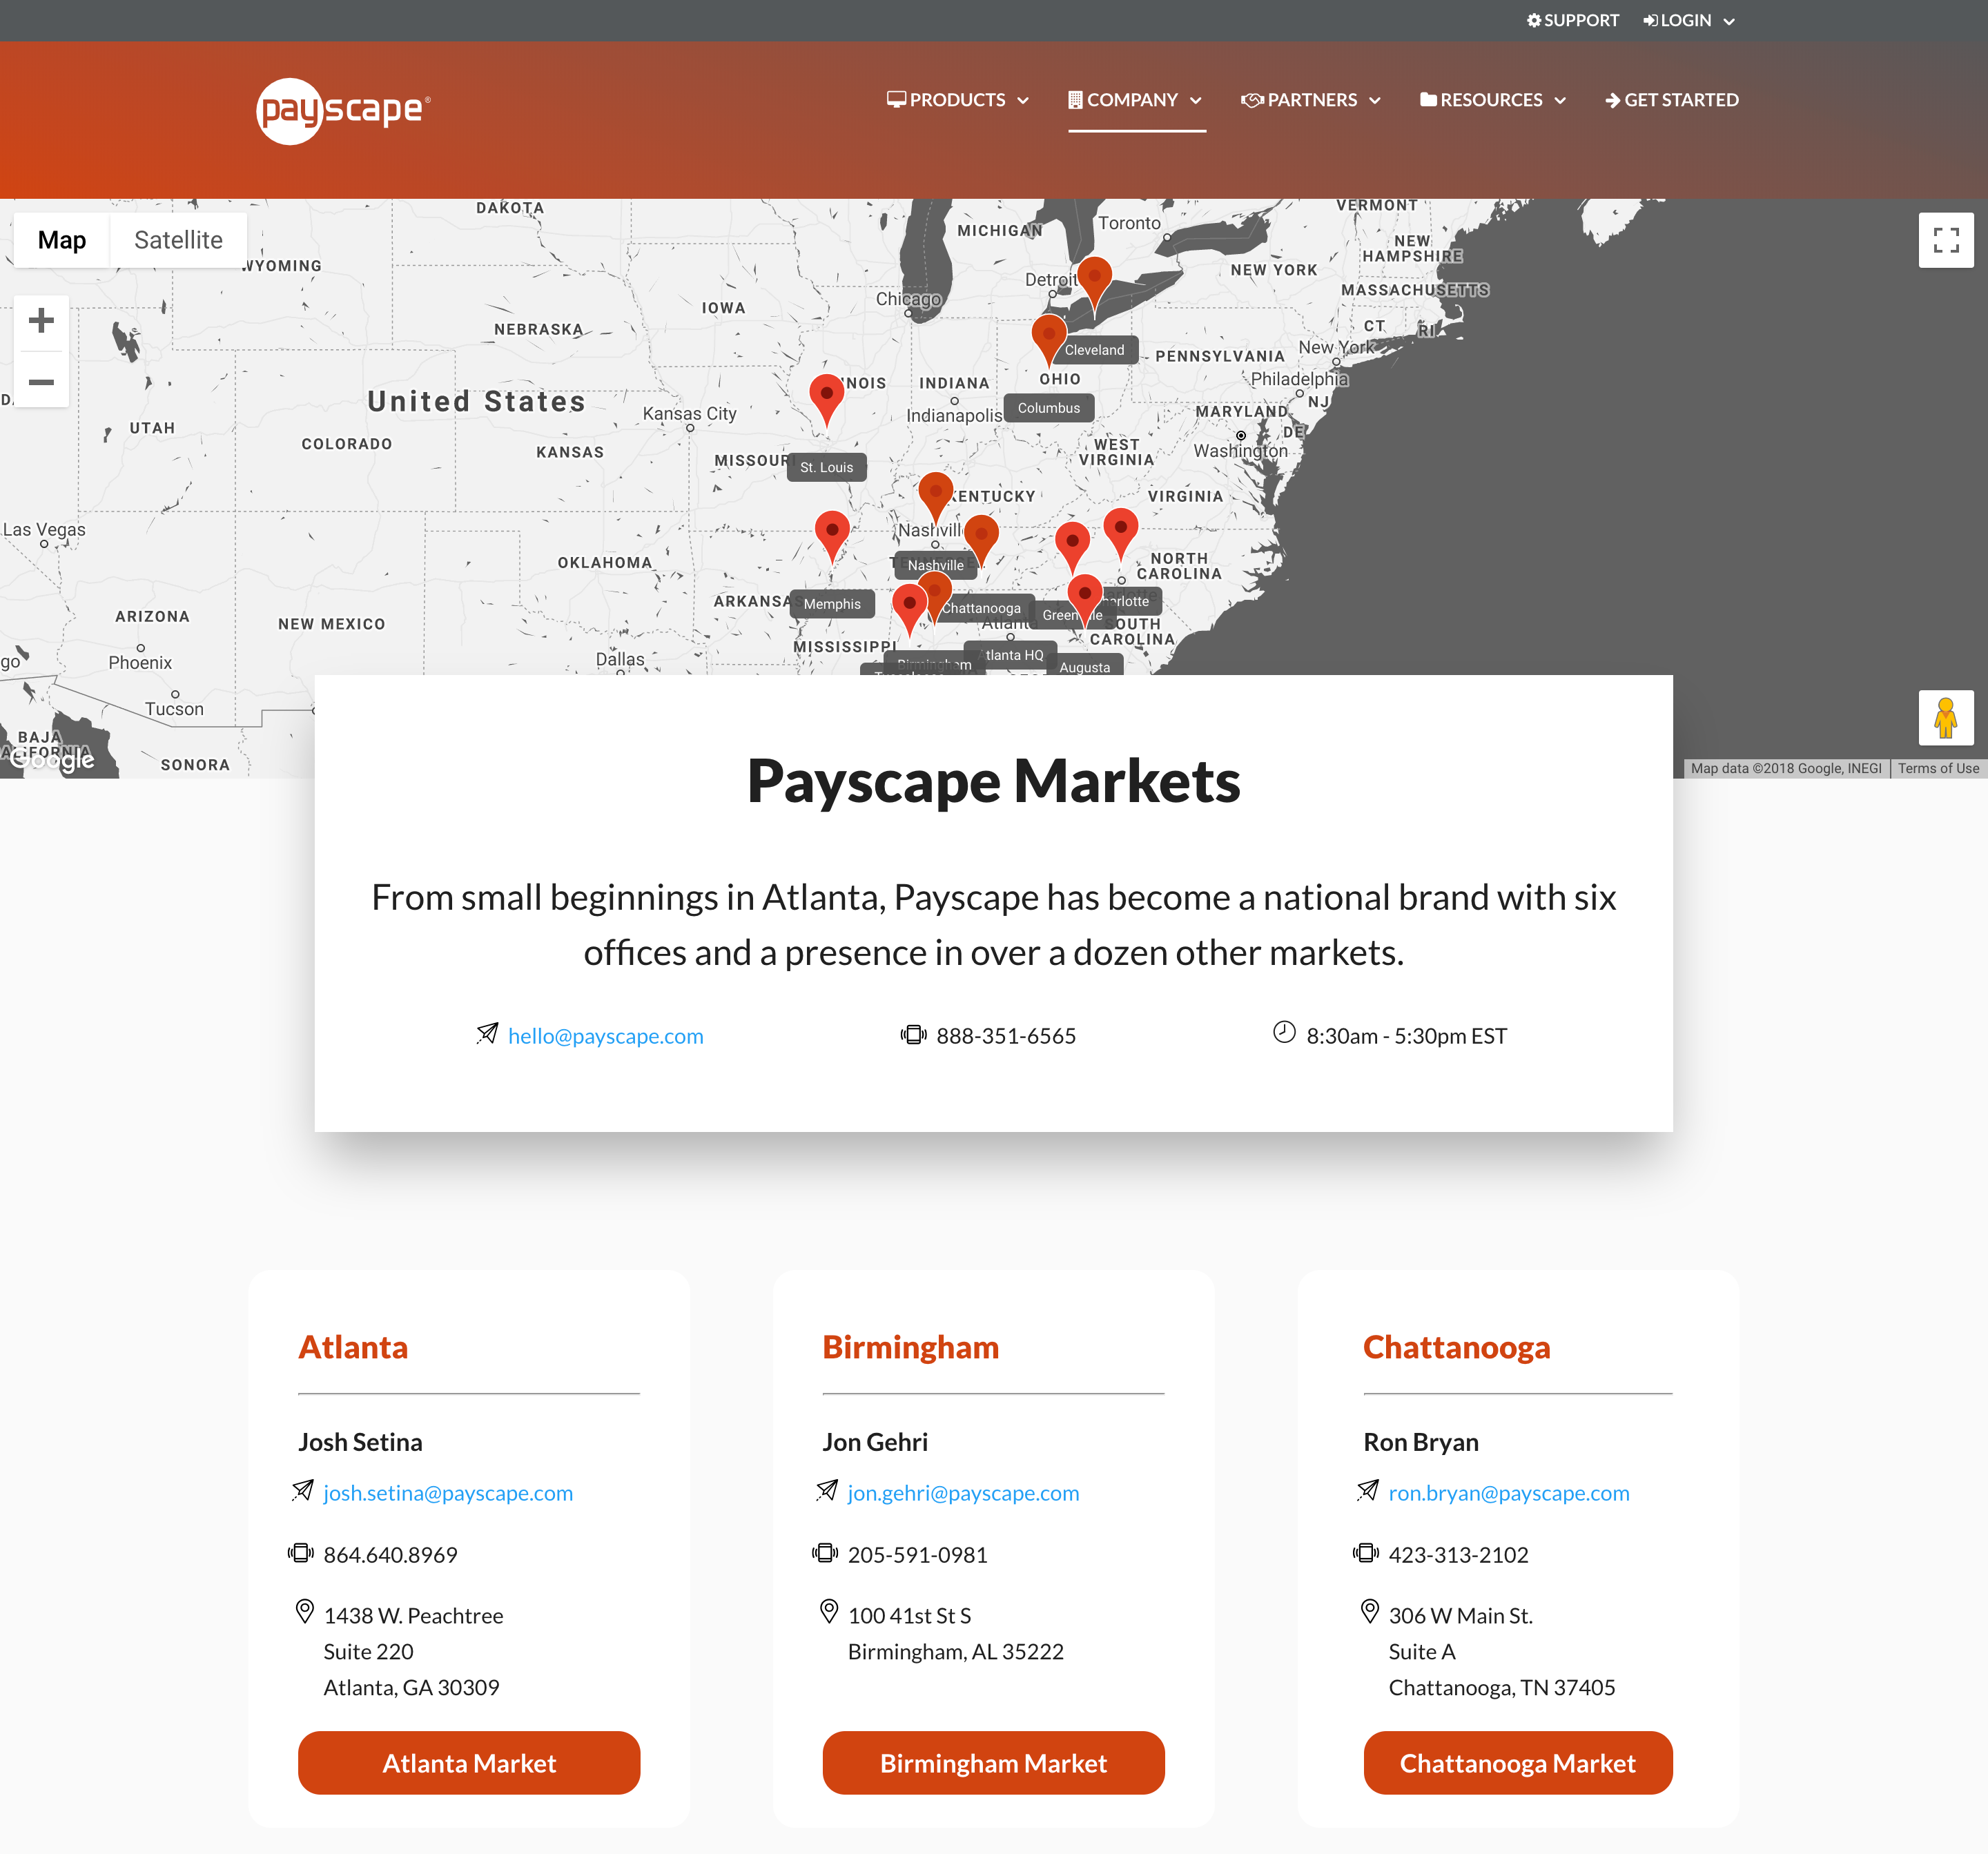 SUPPORT
LOGIN
payscape®
PRODUCTS
COMPANY
PARTNERS
RESOURCES
GET STARTED
Map
Satellite
DAKOTA
MICHIGAN
Toronto
VERMONT
NEW
HAMPSHIRE
WYOMING
NEW YORK
Detroit
MASSACHUSETTS
Chicago
IOWA
NEBRASKA
CT
RI
Cleveland
PENNSYLVANIA
New York
OHIO
Philadelphia
INDIANA
United States
NJ
Columbus
MARYLAND
Kansas City
Indianapolis
UTAH
DE
COLORADO
WEST
VIRGINIA
KANSAS
Washington
MISSOURI
St. Louis
KENTUCKY
VIRGINIA
Las Vegas
Nashville
OKLAHOMA
NORTH
CAROLINA
Nashville
ARKANSAS
Memphis
Chattanooga
Greenville
ARIZONA
NEW MEXICO
Atlanta
SOUTH
CAROLINA
MISSISSIPPI
Phoenix
Dallas
Birmingham
Augusta
Tucson
BAJA
SONORA
Google
Map data ©2018 Google, INEGI
Terms of Use
Payscape Markets
From small beginnings in Atlanta, Payscape has become a national brand with six
offices and a presence in over a dozen other markets.
hello@payscape.com
888-351-6565
8:30am - 5:30pm EST
Atlanta
Josh Setina
josh.setina@payscape.com
864.640.8969
1438 W. Peachtree
Suite 220
Atlanta, GA 30309
Atlanta Market
Birmingham
Jon Gehri
jon.gehri@payscape.com
205-591-0981
100 41st St S
Birmingham, AL 35222
Birmingham Market
Chattanooga
Ron Bryan
ron.bryan@payscape.com
423-313-2102
306 W Main St.
Suite A
Chattanooga, TN 37405
Chattanooga Market